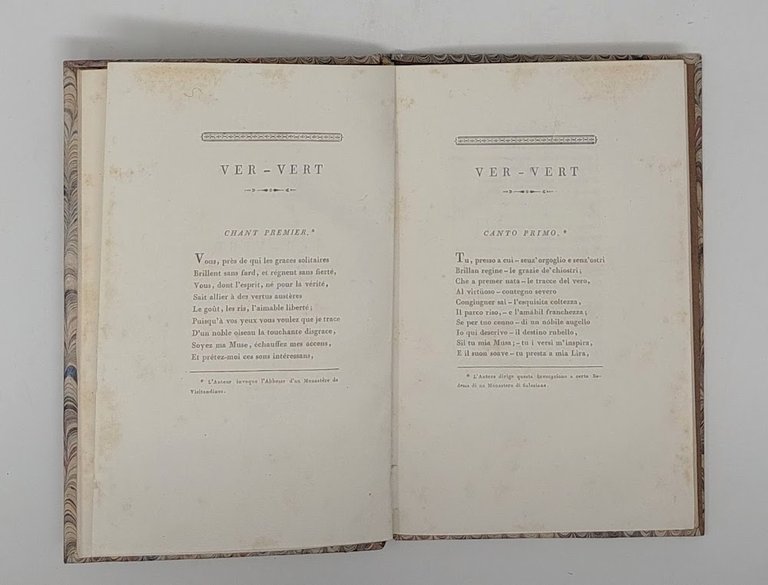 VER – VERT
CHANT PREMIER.*
Vous, près de qui les graces solitaires
Brillent sans fard, et règnent sans fierté,
Vous, dont l'esprit, né pour la vérité,
Sait allier à des vertus austères
Le goût, les ris, l'aimable liberté;
Puisqu'à vos yeux vous voulez que je trace
D'un noble oiseau la touchante disgrace,
Soyez ma Muse, échauffez mes accens,
Et prêtez-moi ces sons intéressans,
* L'Auteur invoque l'Abbesse d'un Monastère de
Visitandines.
VER – VERT
CANTO PRIMO.*
Tu, presso a cui – senz'orgoglio e senz'ostri
Brillan regine – le grazie de'chiostri;
Che a premer nata – le tracce del vero,
Al virtüoso – contegno severo
Congiugner sai – l'esquisita coltezza,
Il parco riso, – e l'amàbil franchezza;
Se per tuo cenno – di un nóbile augello
Io quì descrivo – il destino rubello,
Sii tu mia Musa; – tu i versi m'inspira,
E il suon soave – tu presta a mia Lira,
* L'Autore dirige questa invocazione a certa Ba-
dessa di un Monastero di Salesiane.